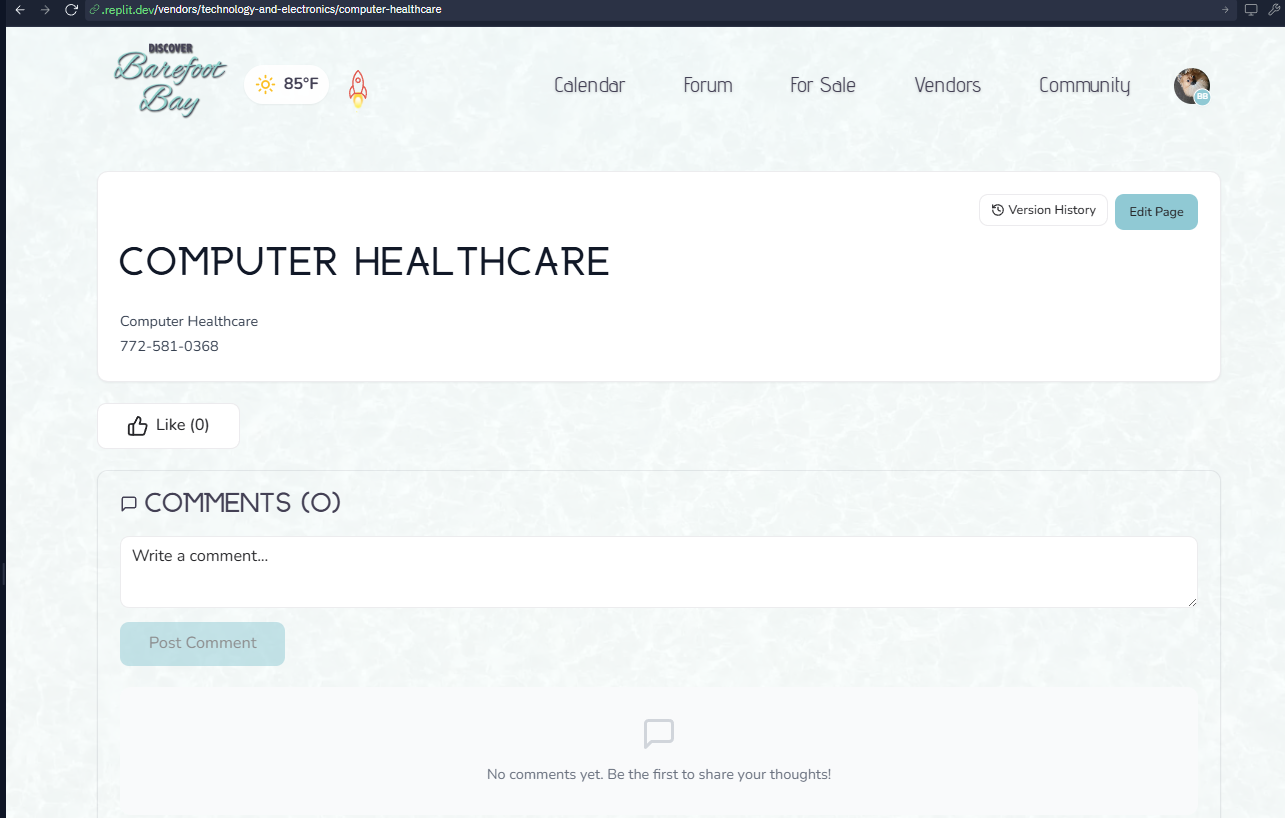 .replit.dev/vendors/technology-and-electronics/computer-healthcare
DISCOVER
Barefoot
Bay
85°F
Calendar
Forum
For Sale
Vendors
Community
BB
Version History
Edit Page
COMPUTER HEALTHCARE
Computer Healthcare
772-581-0368
Like (0)
COMMENTS (0)
Write a comment...
Post Comment
No comments yet. Be the first to share your thoughts!